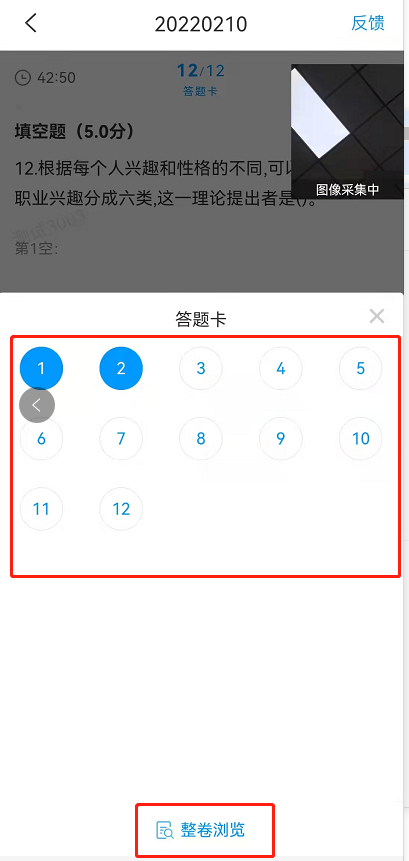 20220210
反馈
42:50
12/12
答题卡
图像采集中
填空题（5.0分）
12.根据每个人兴趣和性格的不同,可以
职业兴趣分成六类,这一理论提出者是()。
第1空:
答题卡
1 2 3 4 5
6 7 8 9 10
11 12
整卷浏览